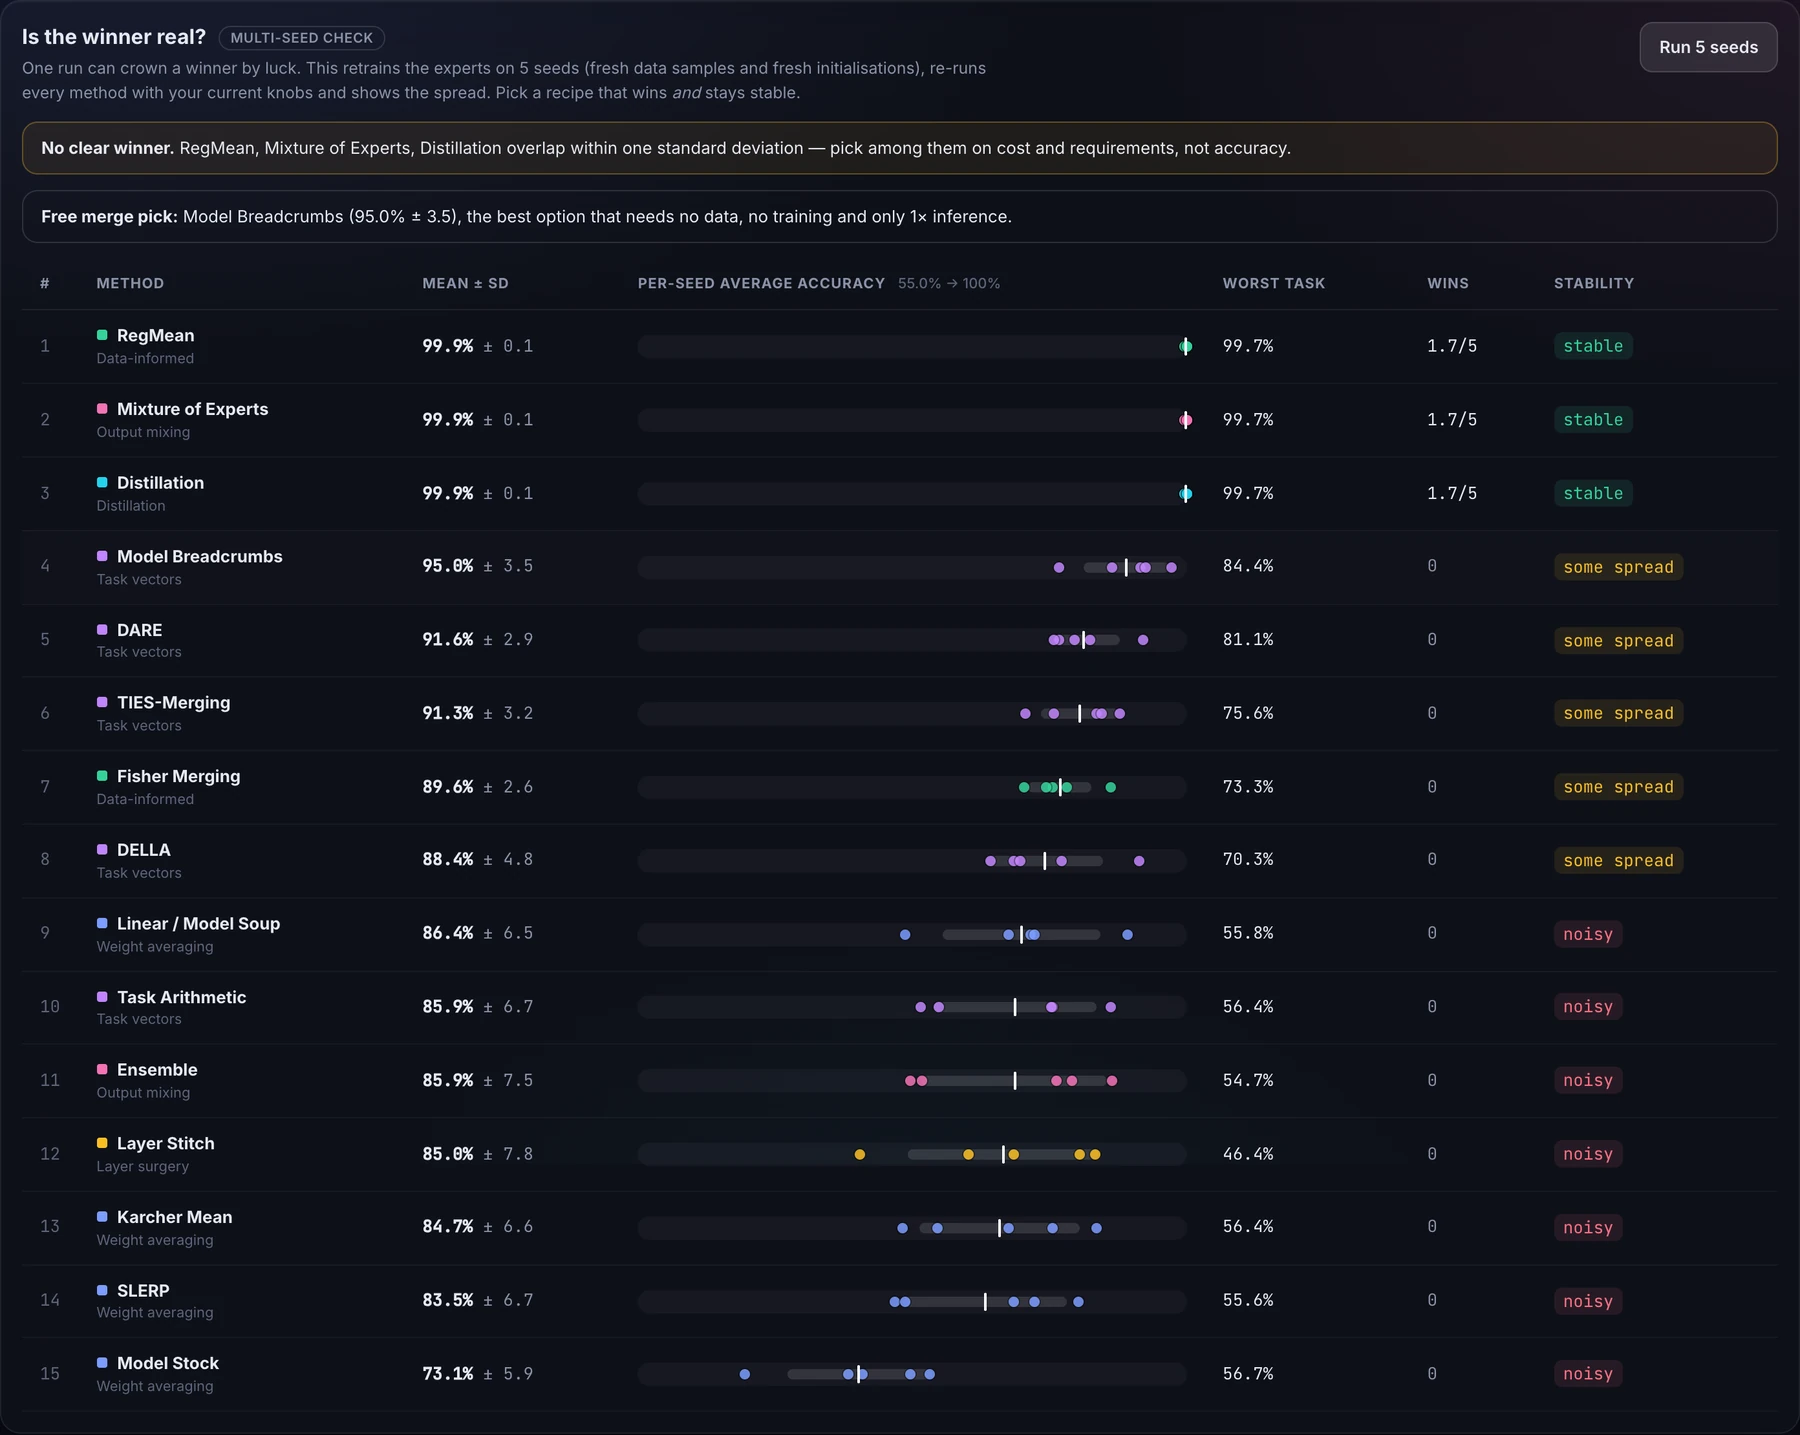 Is the winner real? MULTI-SEED CHECK
Run 5 seeds
One run can crown a winner by luck. This retrains the experts on 5 seeds (fresh data samples and fresh initialisations), re-runs
every method with your current knobs and shows the spread. Pick a recipe that wins and stays stable.
No clear winner. RegMean, Mixture of Experts, Distillation overlap within one standard deviation — pick among them on cost and requirements, not accuracy.
Free merge pick: Model Breadcrumbs (95.0% ± 3.5), the best option that needs no data, no training and only 1× inference.
# METHOD MEAN ± SD PER-SEED AVERAGE ACCURACY 55.0% → 100% WORST TASK WINS STABILITY
1 RegMean 99.9% ± 0.1 99.7% 1.7/5 stable
Data-informed
2 Mixture of Experts 99.9% ± 0.1 99.7% 1.7/5 stable
Output mixing
3 Distillation 99.9% ± 0.1 99.7% 1.7/5 stable
Distillation
4 Model Breadcrumbs 95.0% ± 3.5 84.4% 0 some spread
Task vectors
5 DARE 91.6% ± 2.9 81.1% 0 some spread
Task vectors
6 TIES-Merging 91.3% ± 3.2 75.6% 0 some spread
Task vectors
7 Fisher Merging 89.6% ± 2.6 73.3% 0 some spread
Data-informed
8 DELLA 88.4% ± 4.8 70.3% 0 some spread
Task vectors
9 Linear / Model Soup 86.4% ± 6.5 55.8% 0 noisy
Weight averaging
10 Task Arithmetic 85.9% ± 6.7 56.4% 0 noisy
Task vectors
11 Ensemble 85.9% ± 7.5 54.7% 0 noisy
Output mixing
12 Layer Stitch 85.0% ± 7.8 46.4% 0 noisy
Layer surgery
13 Karcher Mean 84.7% ± 6.6 56.4% 0 noisy
Weight averaging
14 SLERP 83.5% ± 6.7 55.6% 0 noisy
Weight averaging
15 Model Stock 73.1% ± 5.9 56.7% 0 noisy
Weight averaging